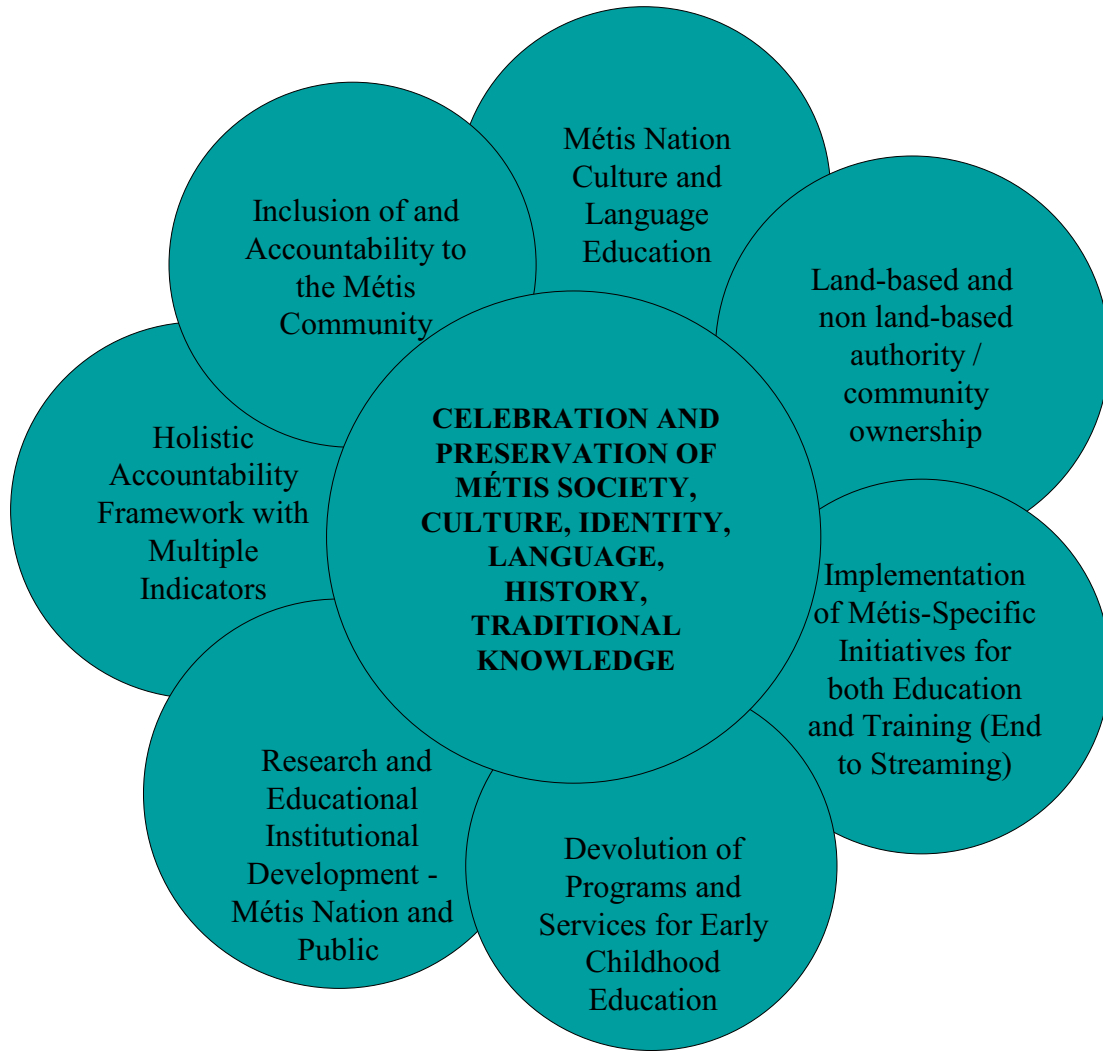 Métis Nation
Culture and
Language
Education
Inclusion of and
Accountability to
the Métis
Community
Land-based and
non land-based
authority /
community
ownership
Holistic
Accountability
Framework with
Multiple
Indicators
CELEBRATION AND
PRESERVATION OF
MÉTIS SOCIETY,
CULTURE, IDENTITY,
LANGUAGE,
HISTORY,
TRADITIONAL
KNOWLEDGE
Implementation
of Métis-Specific
Initiatives for
both Education
and Training (End
to Streaming)
Research and
Educational
Institutional
Development -
Métis Nation and
Public
Devolution of
Programs and
Services for Early
Childhood
Education